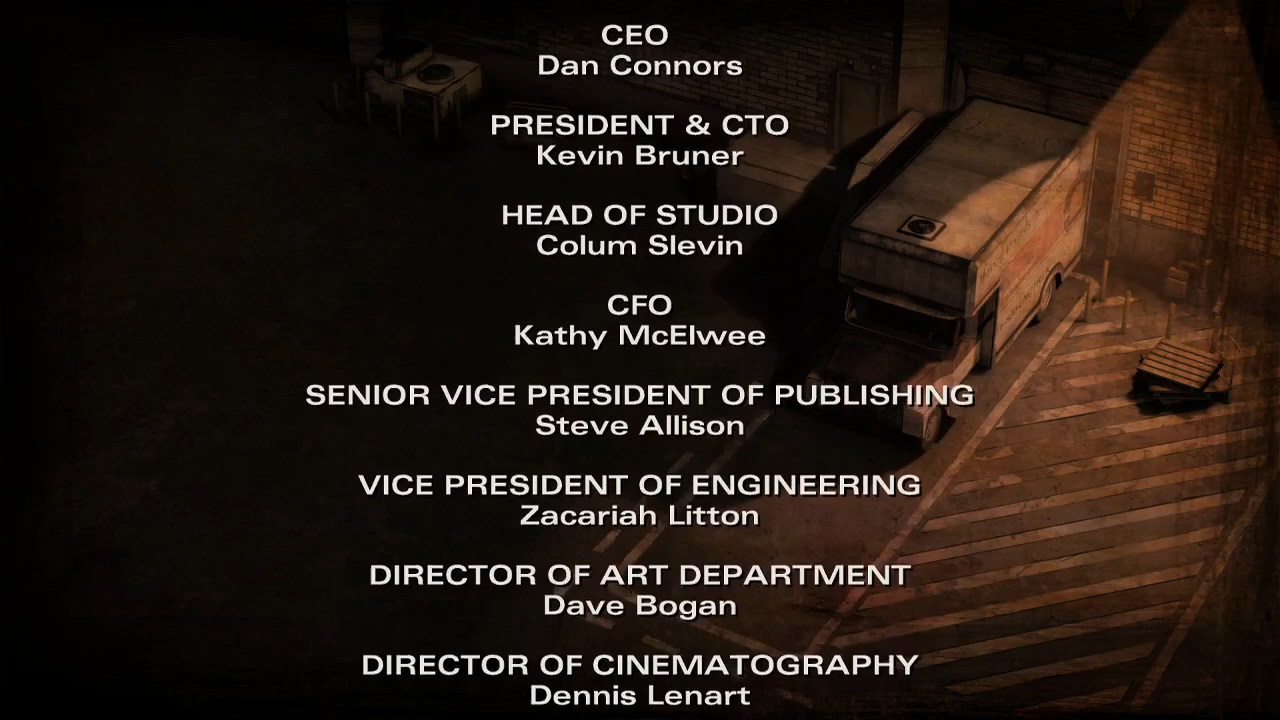 CEO
Dan Connors
PRESIDENT & CTO
Kevin Bruner
HEAD OF STUDIO
Colum Slevin
CFO
Kathy McElwee
SENIOR VICE PRESIDENT OF PUBLISHING
Steve Allison
VICE PRESIDENT OF ENGINEERING
Zacariah Litton
DIRECTOR OF ART DEPARTMENT
Dave Bogan
DIRECTOR OF CINEMATOGRAPHY
Dennis Lenart